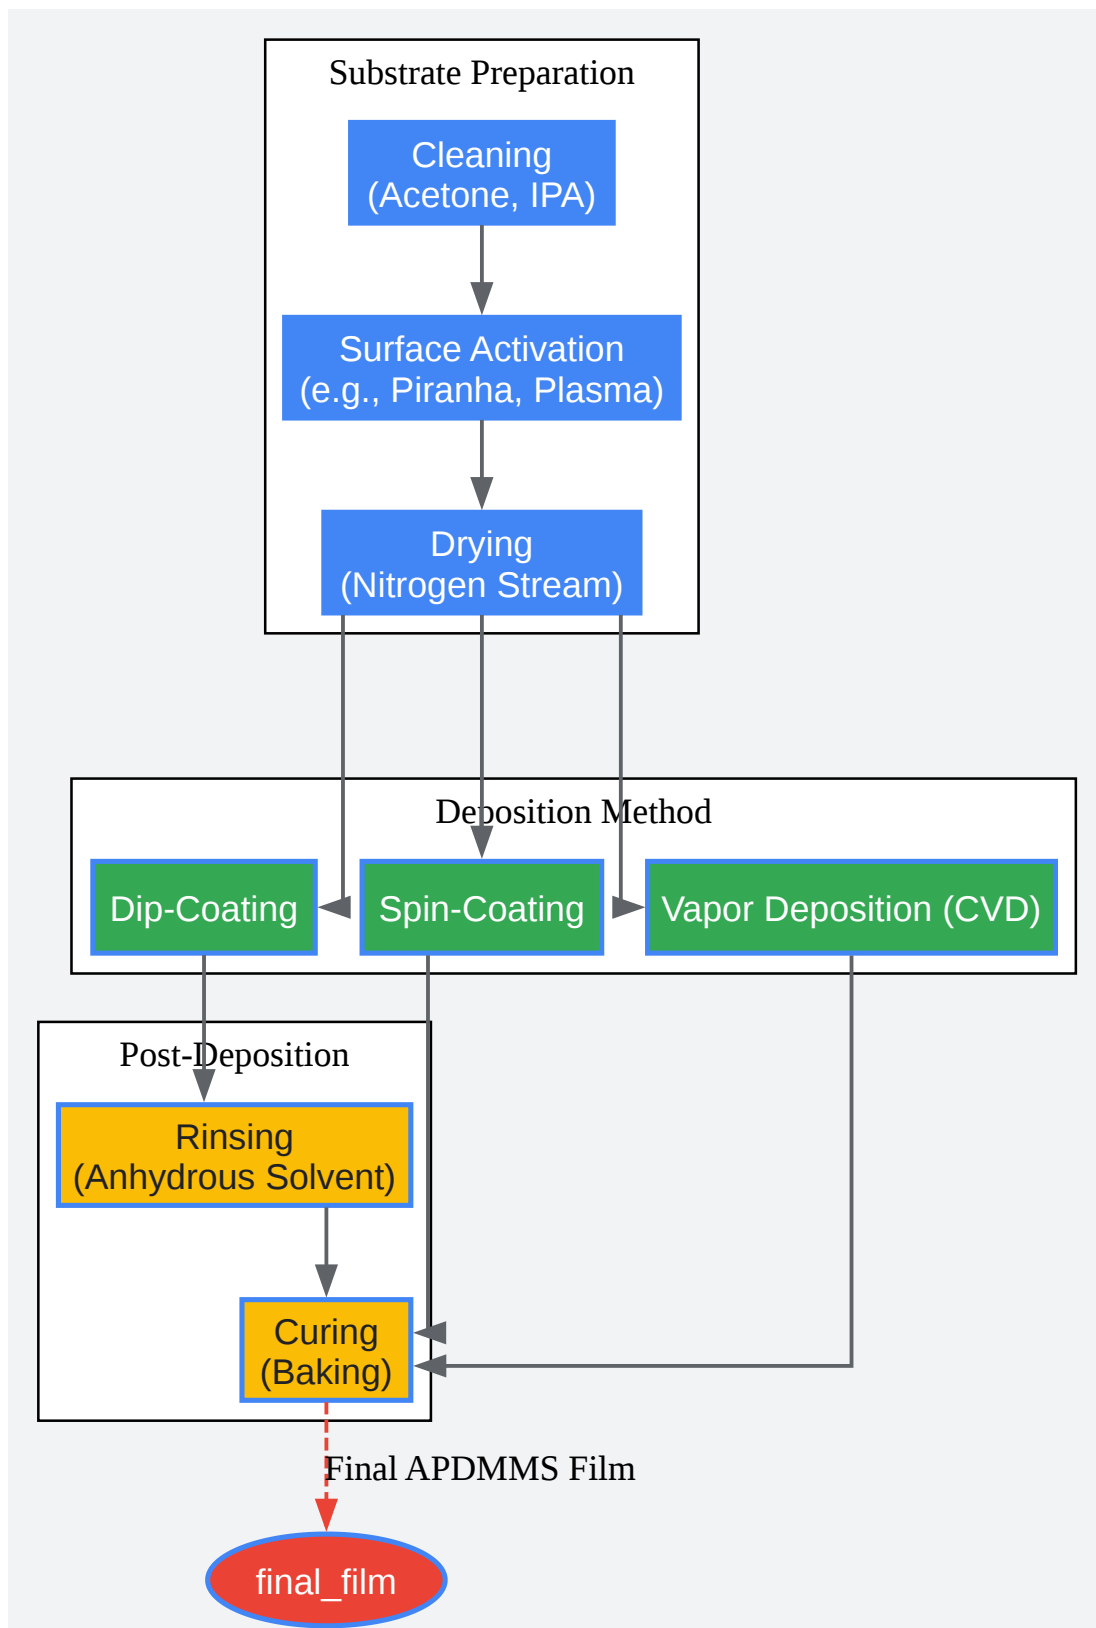 Substrate Preparation
Cleaning
(Acetone, IPA)
Surface Activation
(e.g., Piranha, Plasma)
Drying
(Nitrogen Stream)
Deposition Method
Dip-Coating
Spin-Coating
Vapor Deposition (CVD)
Post-Deposition
Rinsing
(Anhydrous Solvent)
Curing
(Baking)
Final APDMMS Film
final_film